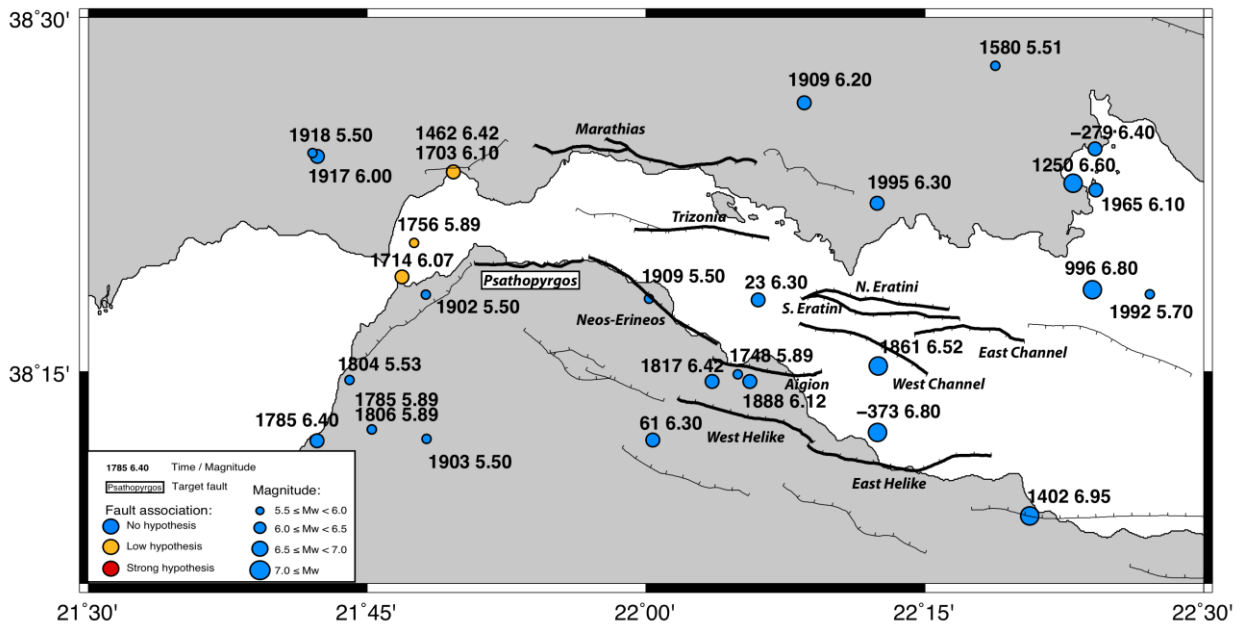 38°30'
1580 5.51
1909 6.20
1918 5.50
1462 6.42
Marathias
−279 6.40
1703 6.10
1250 6.60
1917 6.00
1995 6.30
1965 6.10
1756 5.89
Trizonia
1714 6.07
1909 5.50
23 6.30
N. Eratini
996 6.80
Psathopyrgos
S. Eratini
1902 5.50
Neos-Erineos
1992 5.70
1861 6.52
East Channel
1804 5.53
1817 6.42
1748 5.89
38°15'
Aigion
West Channel
1785 5.89
1888 6.12
1785 6.40
1806 5.89
61 6.30
−373 6.80
West Helike
1903 5.50
East Helike
1402 6.95
1785 6.40 Time / Magnitude
Psathopyrgos Target fault
Fault association:
No hypothesis
Low hypothesis
Strong hypothesis
Magnitude:
5.5 ≤ Mw < 6.0
6.0 ≤ Mw < 6.5
6.5 ≤ Mw < 7.0
7.0 ≤ Mw
21°30' 21°45' 22°00' 22°15' 22°30'